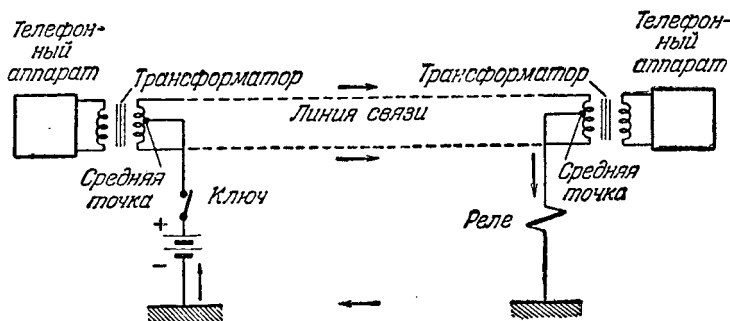 Телефон-
ный
аппарат
Трансформатор
Трансформатор
Телефон-
ный
аппарат
Линия связи
Средняя
точка
Ключ
+
−
Средняя
точка
Реле